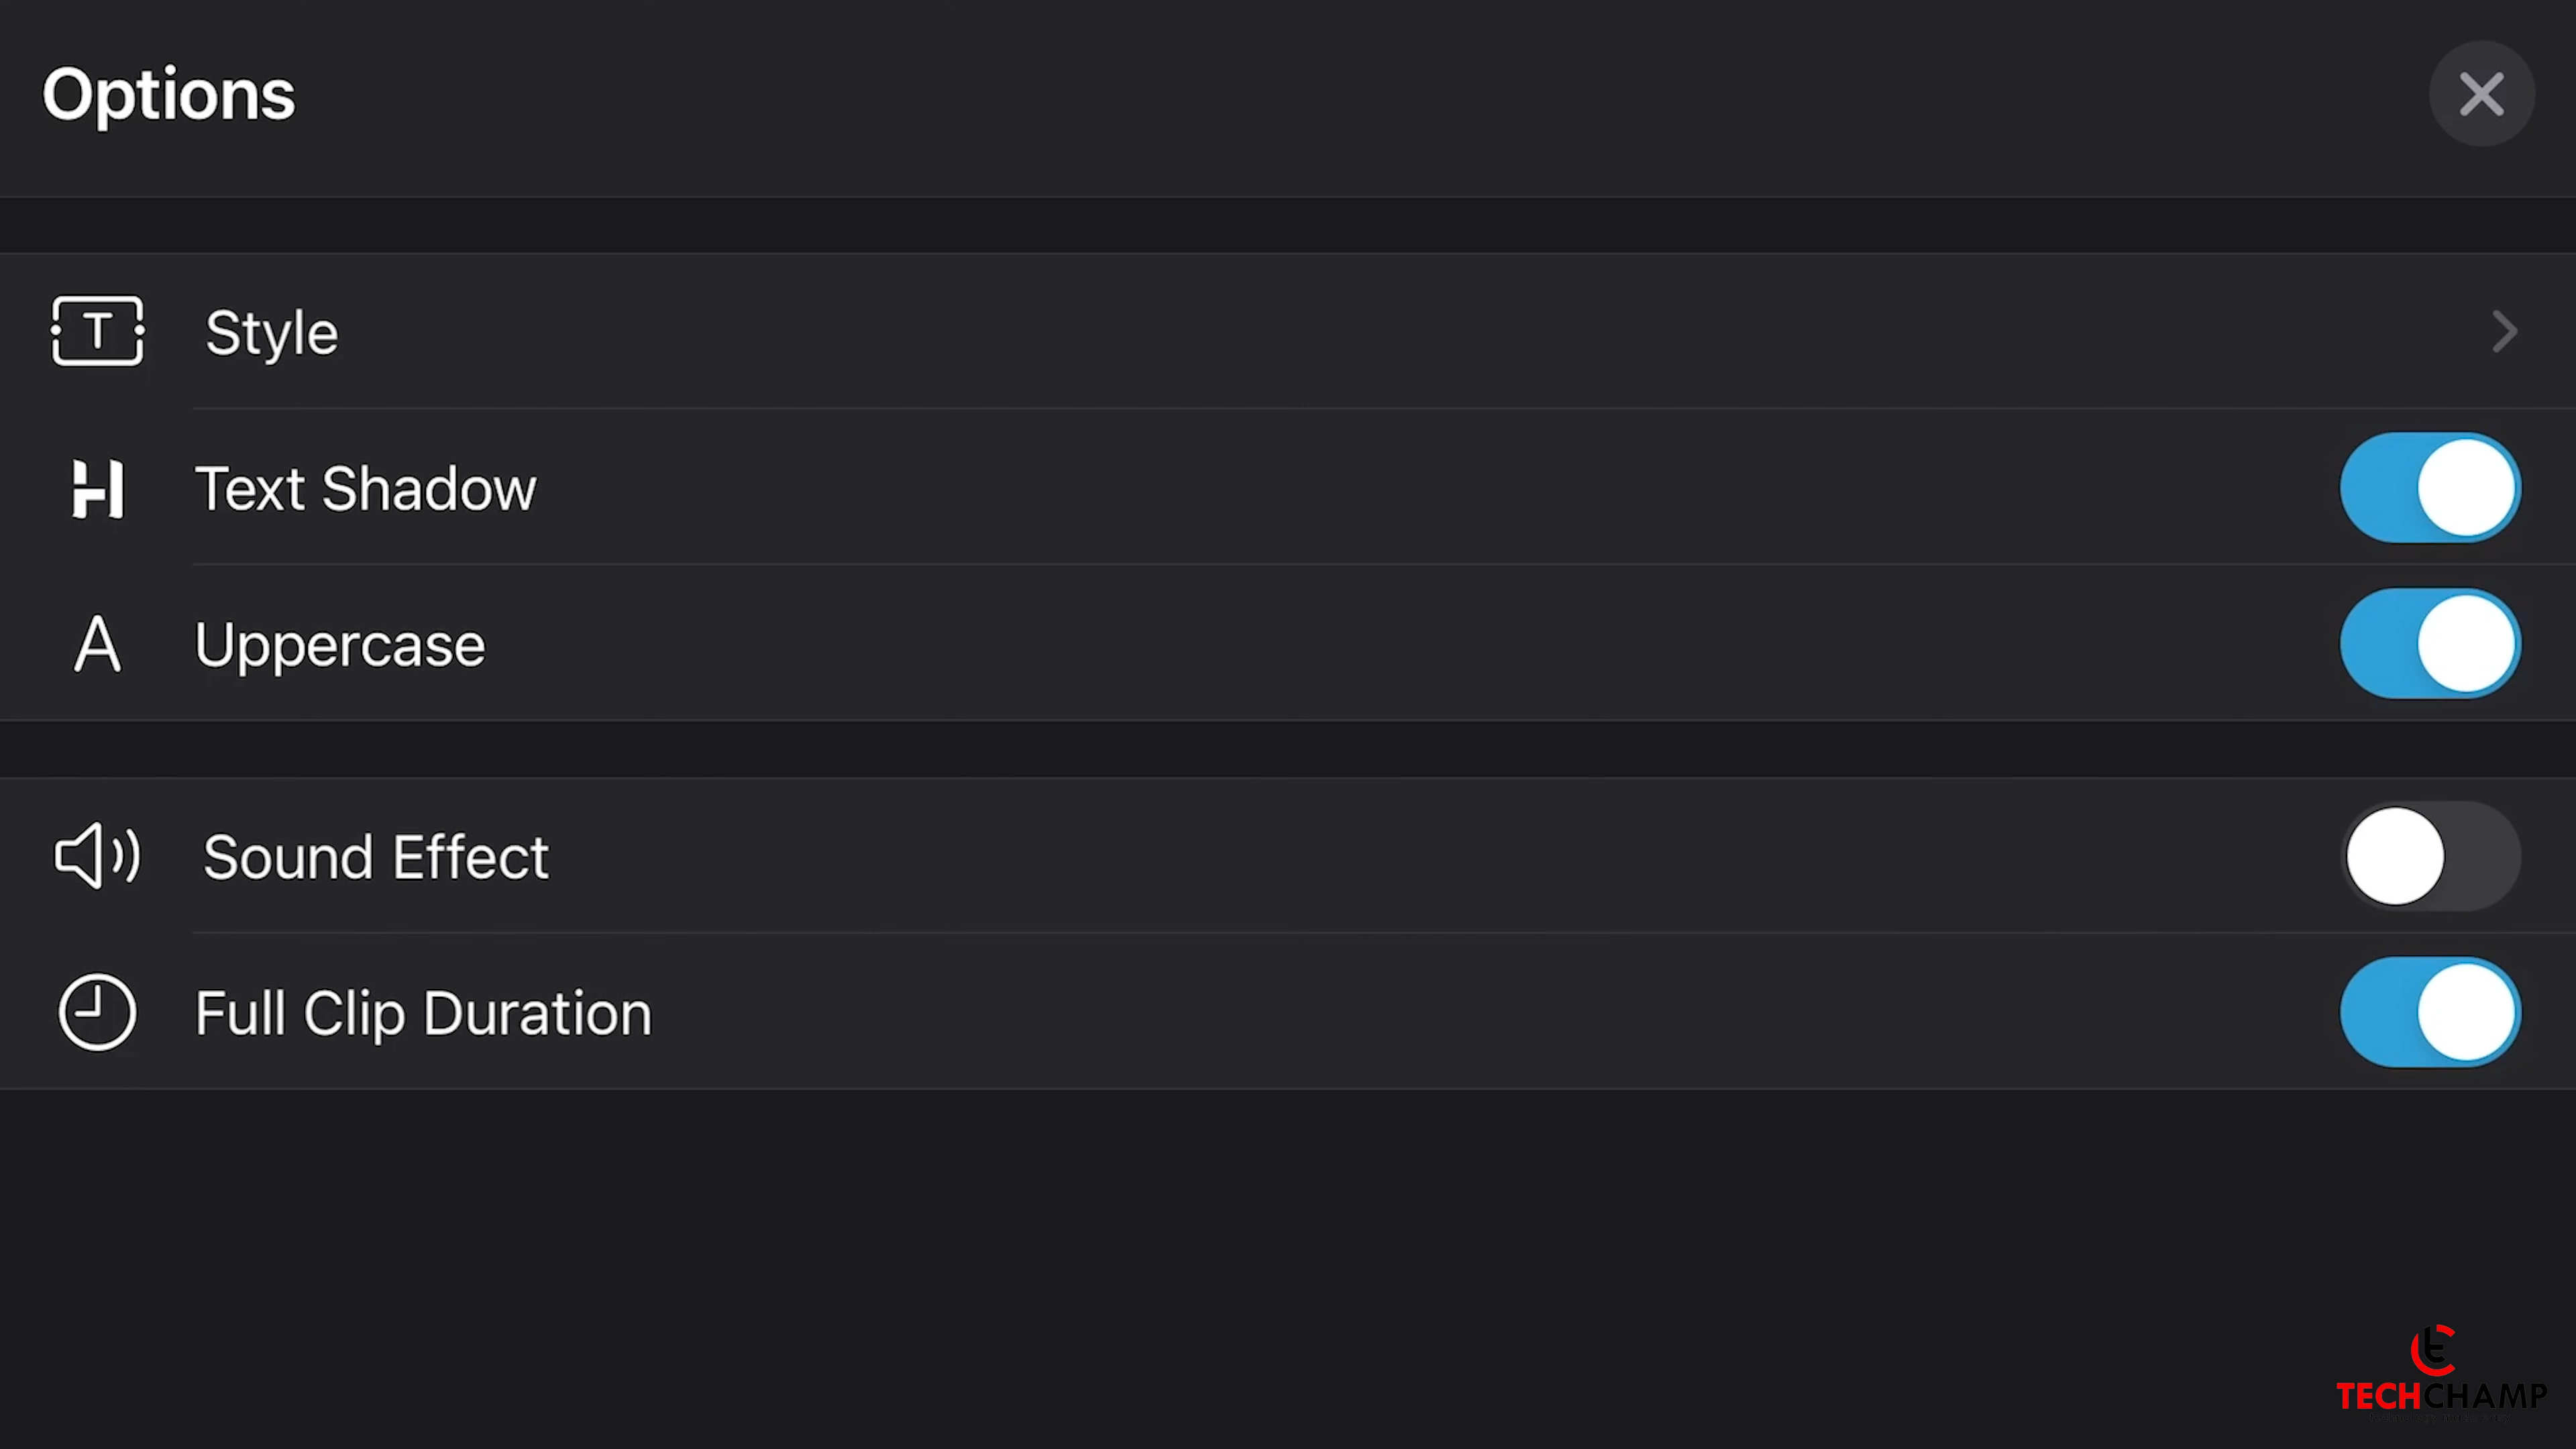 Options
Style
Text Shadow
Uppercase
Sound Effect
Full Clip Duration
TECHCHAMP